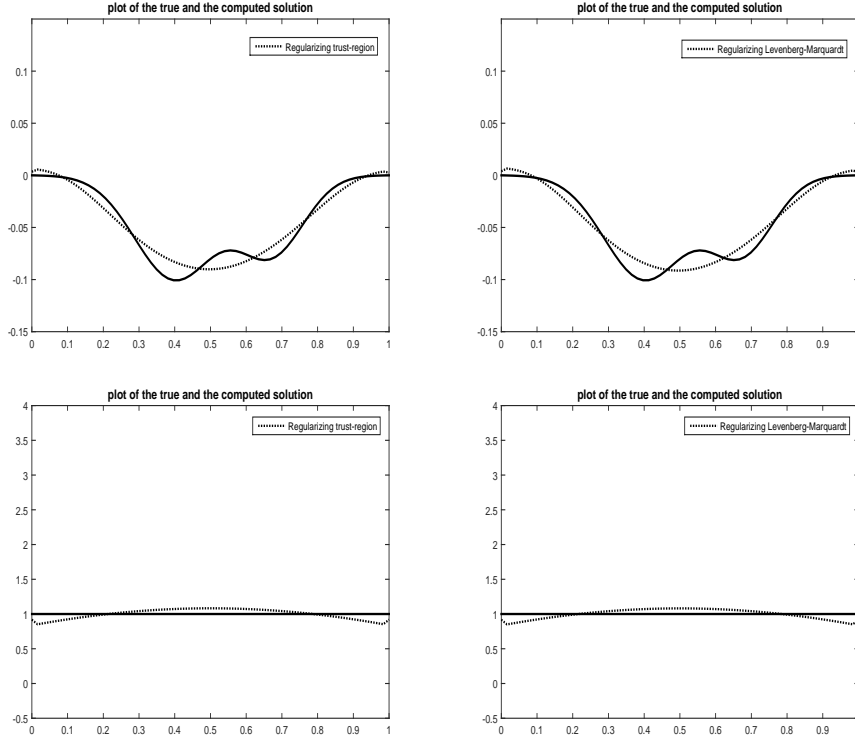 plot of the true and the computed solution
Regularizing trust-region
0.1
0.05
0
-0.05
-0.1
-0.15
0 0.1 0.2 0.3 0.4 0.5 0.6 0.7 0.8 0.9 1
plot of the true and the computed solution
Regularizing Levenberg-Marquardt
0.1
0.05
0
-0.05
-0.1
-0.15
0 0.1 0.2 0.3 0.4 0.5 0.6 0.7 0.8 0.9
plot of the true and the computed solution
Regularizing trust-region
4
3.5
3
2.5
2
1.5
1
0.5
0
-0.5
0 0.1 0.2 0.3 0.4 0.5 0.6 0.7 0.8 0.9 1
plot of the true and the computed solution
Regularizing Levenberg-Marquardt
4
3.5
3
2.5
2
1.5
1
0.5
0
-0.5
0 0.1 0.2 0.3 0.4 0.5 0.6 0.7 0.8 0.9